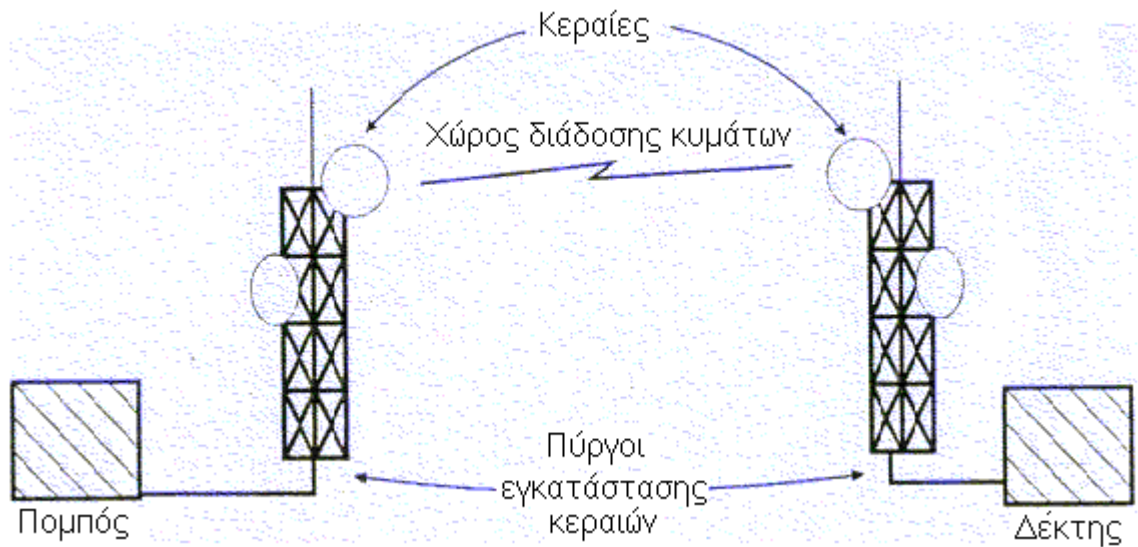 Κεραίες
Χώρος διάδοσης κυμάτων
Πύργοι
εγκατάστασης
κεραιών
Πομπός
Δέκτης